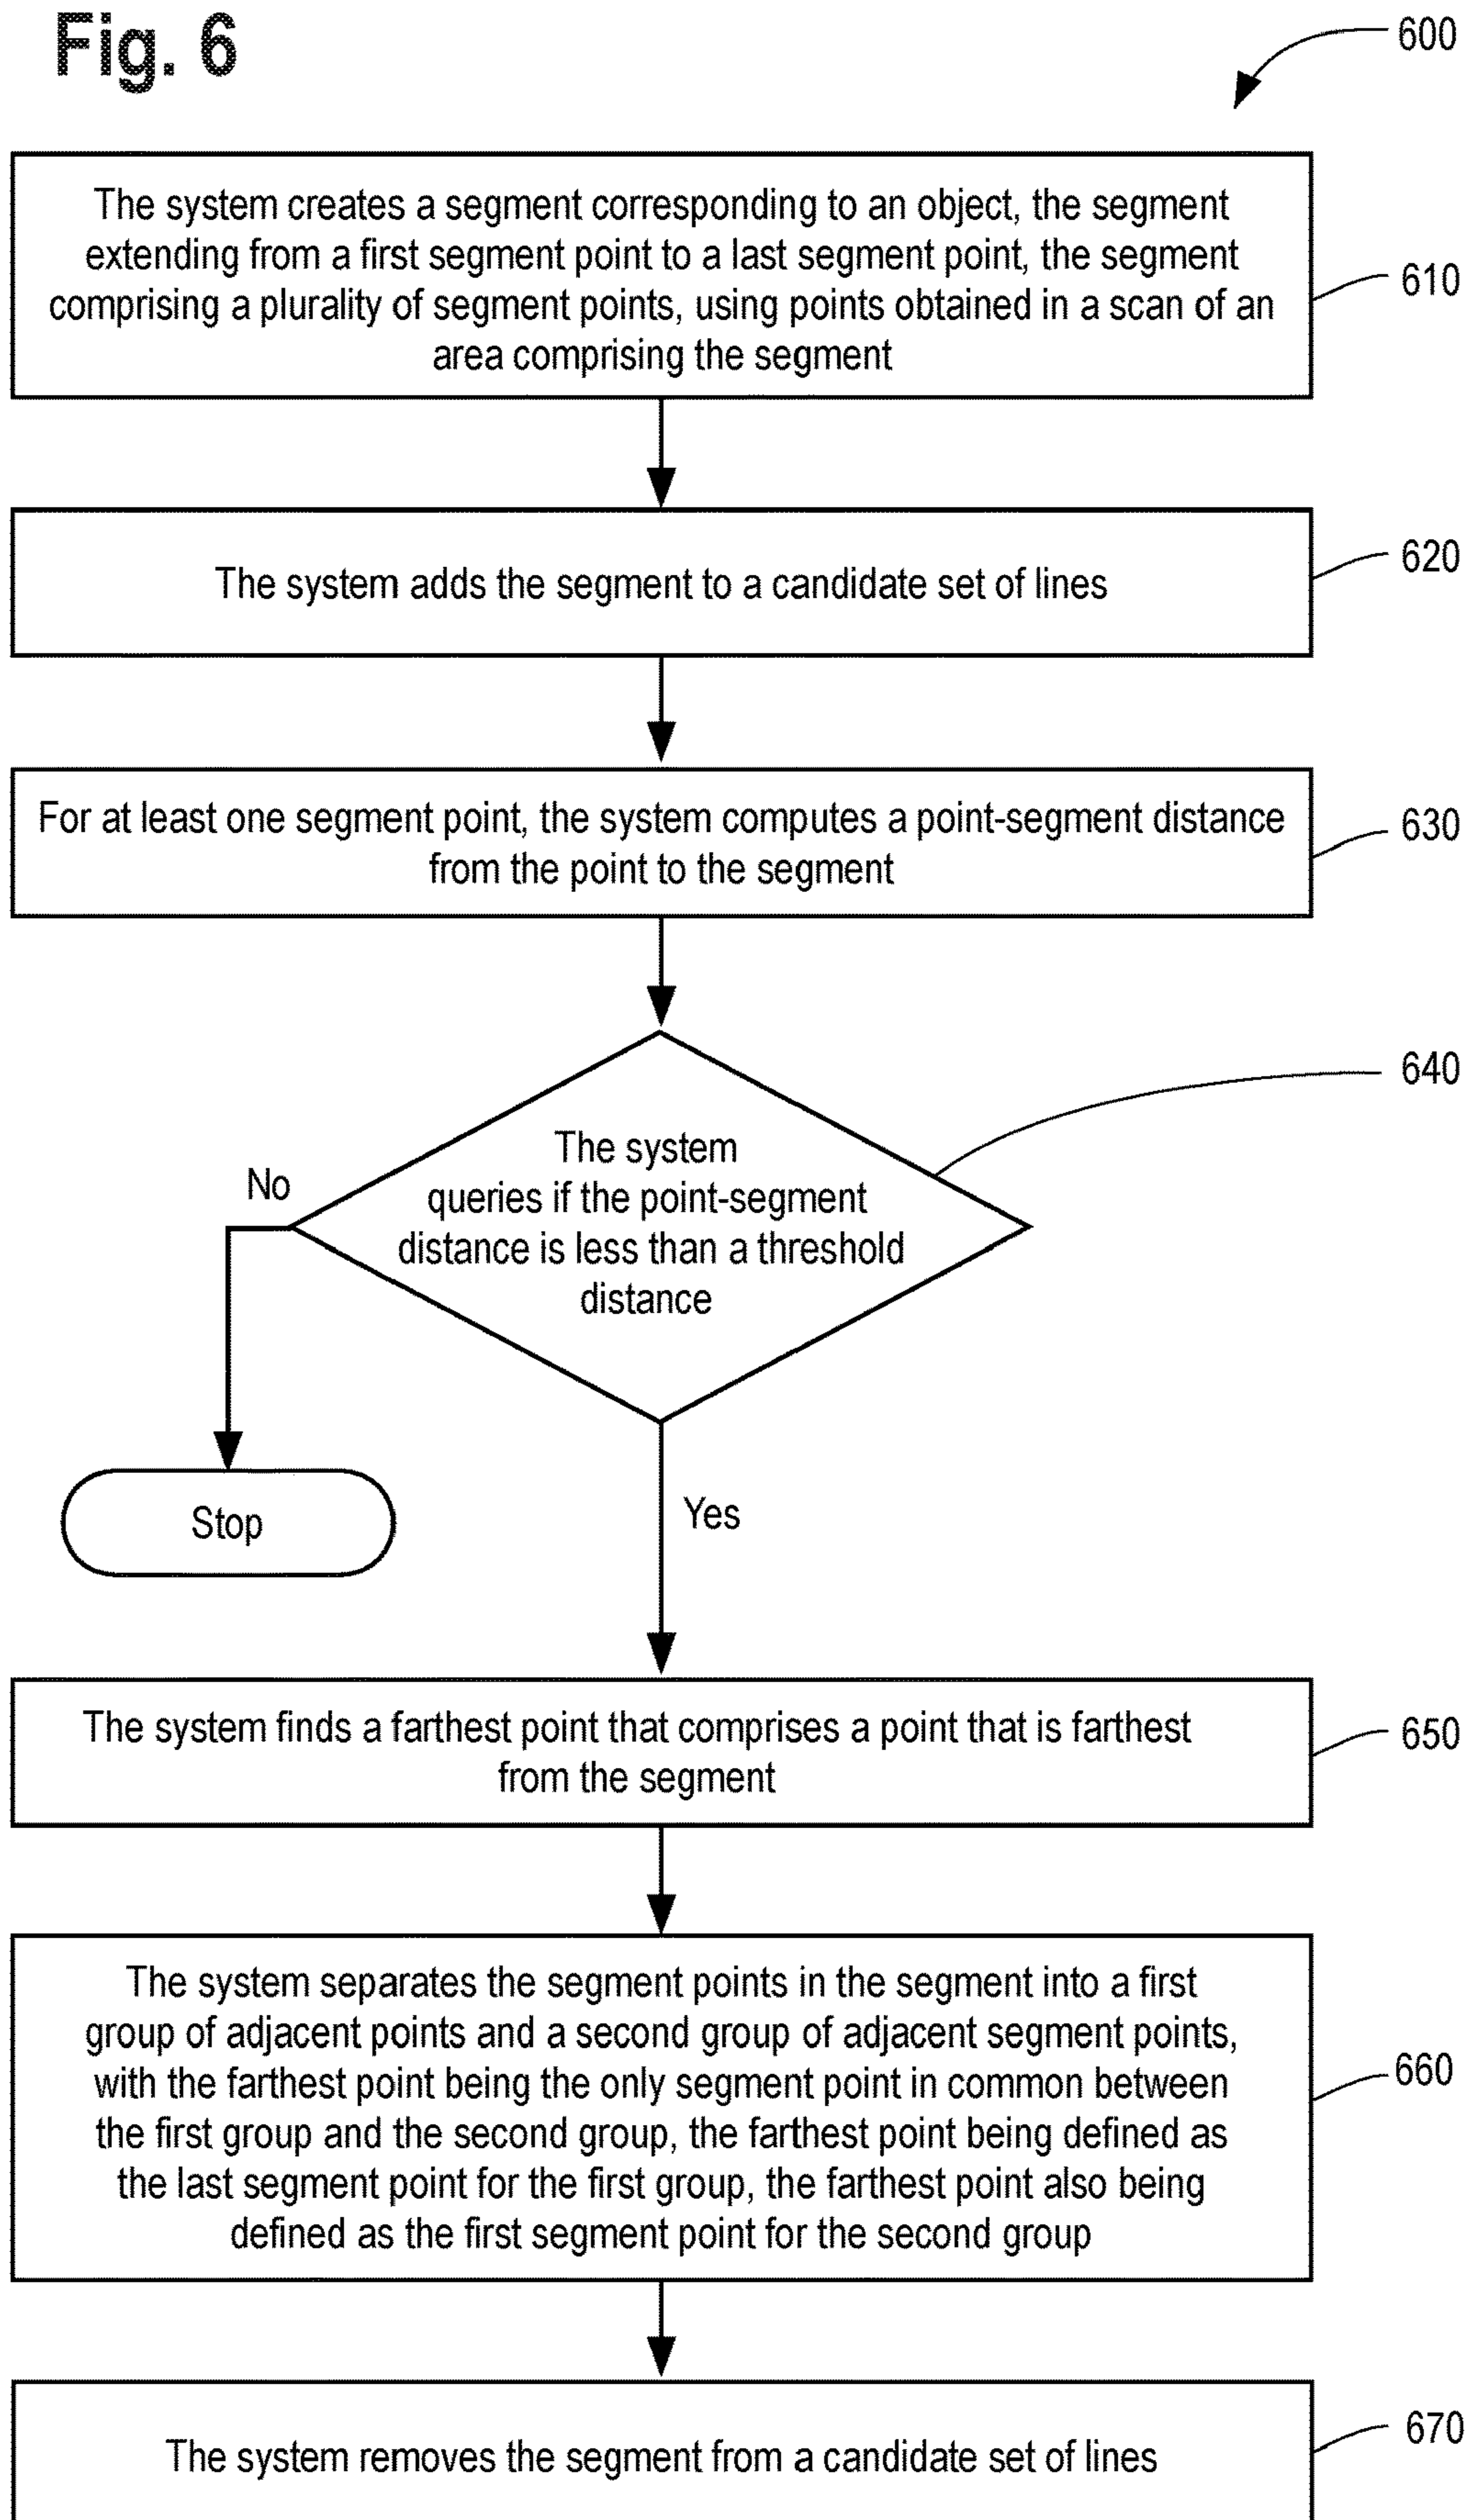 Fig. 6
600
The system creates a segment corresponding to an object, the segment
extending from a first segment point to a last segment point, the segment
comprising a plurality of segment points, using points obtained in a scan of an
area comprising the segment
610
The system adds the segment to a candidate set of lines
620
For at least one segment point, the system computes a point-segment distance
from the point to the segment
630
The system
queries if the point-segment
distance is less than a threshold
distance
640
No
Stop
Yes
The system finds a farthest point that comprises a point that is farthest
from the segment
650
The system separates the segment points in the segment into a first
group of adjacent points and a second group of adjacent segment points,
with the farthest point being the only segment point in common between
the first group and the second group, the farthest point being defined as
the last segment point for the first group, the farthest point also being
defined as the first segment point for the second group
660
The system removes the segment from a candidate set of lines
670